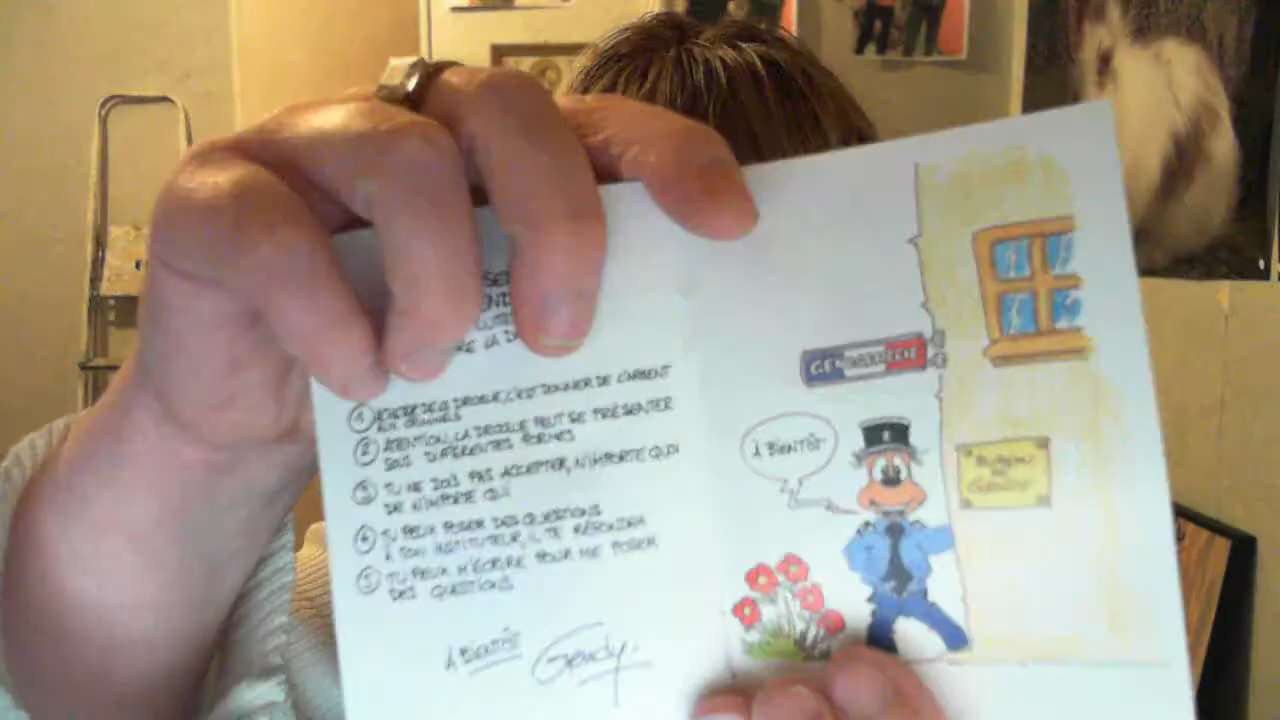 RE LA D
① ACHETER DE LA DROGUE, C'EST DONNER DE L'ARGENT
AUX CRIMINELS
② ATTENTION, LA DROGUE PEUT SE PRÉSENTER
SOUS DIFFÉRENTES FORMES
③ TU NE DOIS PAS ACCEPTER, N'IMPORTE QUOI
DE N'IMPORTE QUI
④ TU PEUX POSER DES QUESTIONS
À TON INSTITUTEUR, IL TE RÉPONDRA
⑤ TU PEUX M'ÉCRIRE POUR ME POSER
DES QUESTIONS
À BIENTÔT
Gendy.
GENDARMERIE
À BIENTÔT